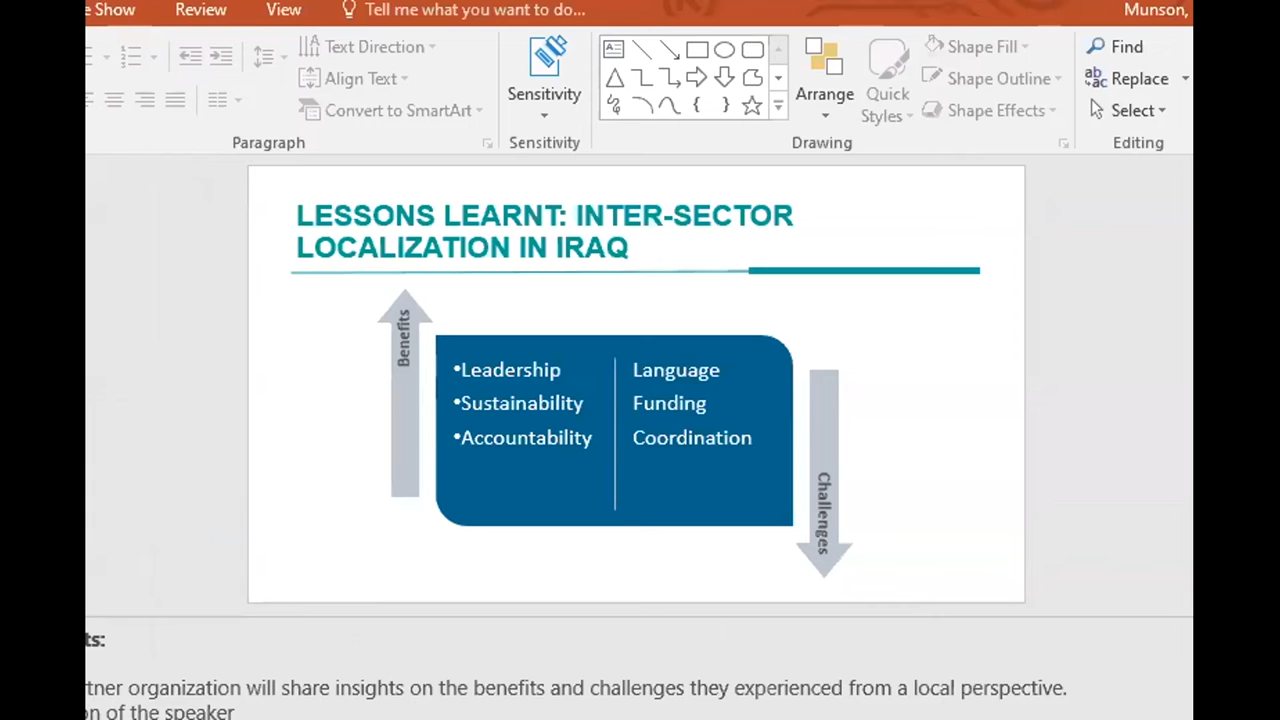 e Show Review View Tell me what you want to do... Munson,
Text Direction Find
Align Text Sensitivity Arrange Quick Styles Shape Fill Replace
Convert to SmartArt Shape Outline Select
Shape Effects
Paragraph Sensitivity Drawing Editing
LESSONS LEARNT: INTER-SECTOR
LOCALIZATION IN IRAQ
Benefits
•Leadership
•Sustainability
•Accountability
Language
Funding
Coordination
Challenges
ts:
rtner organization will share insights on the benefits and challenges they experienced from a local perspective.
on of the speaker